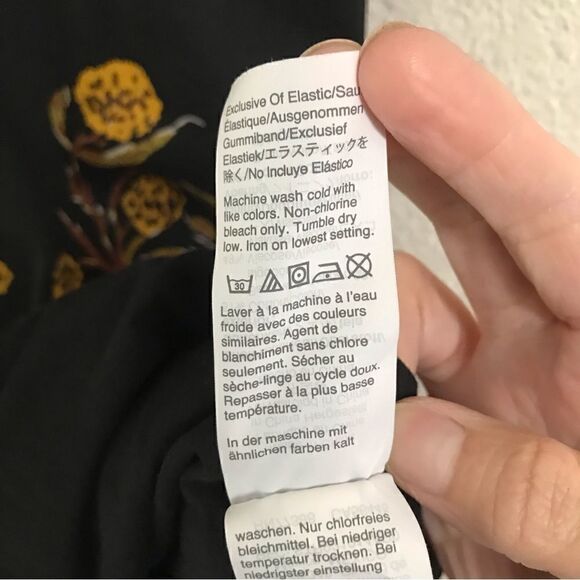 Exclusive Of Elastic/Sau
Élastique/Ausgenommen
Gummiband/Exclusief
Elastiek/エラスティックを
除く/No Incluye Elástico
Machine wash cold with
like colors. Non-chlorine
bleach only. Tumble dry
low. Iron on lowest setting.
30
Laver à la machine à l'eau
froide avec des couleurs
similaires. Agent de
blanchiment sans chlore
seulement. Sécher au
sèche-linge au cycle doux.
Repasser à la plus basse
température.
In der maschine mit
ähnlichen farben kalt
waschen. Nur chlorfreies
bleichmittel. Bei niedriger
temperatur trocknen. Bei
niedrigster einstellung